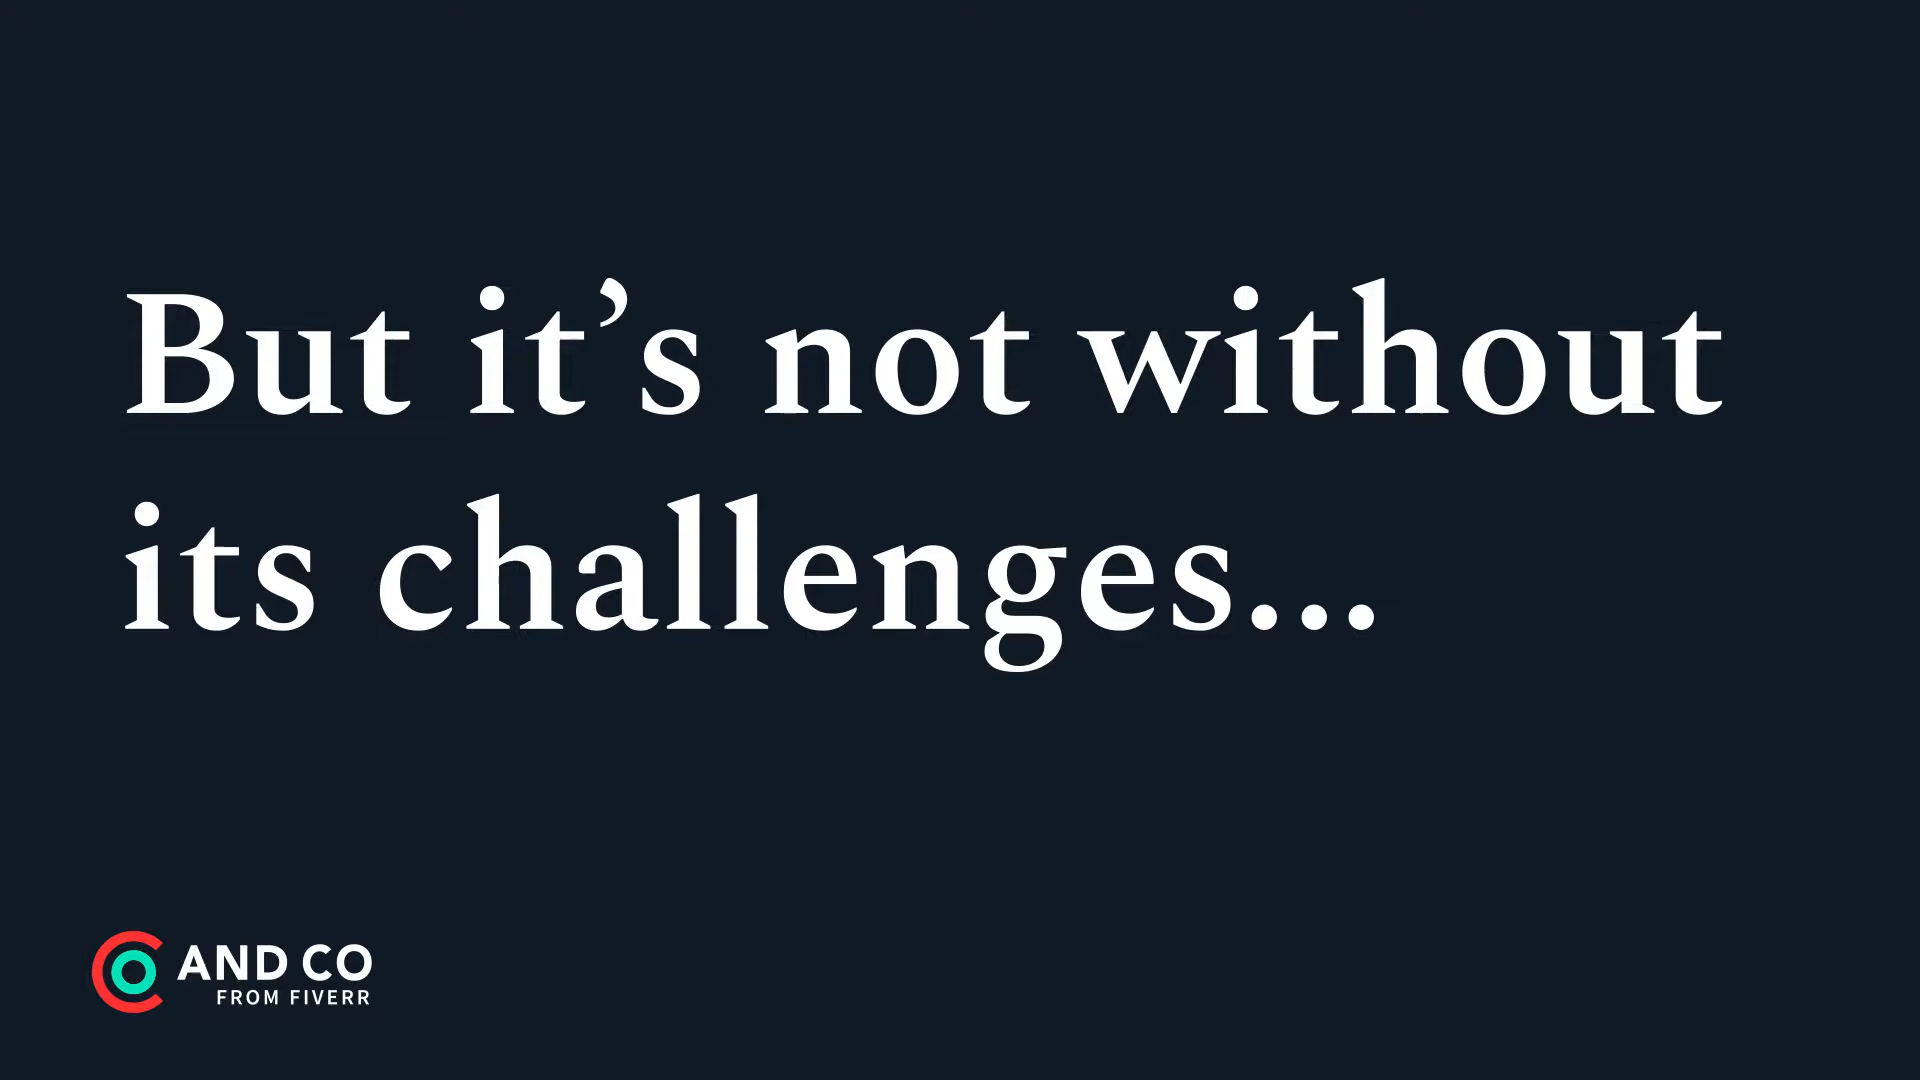 But it’s not without
its challenges...
AND CO
FROM FIVERR